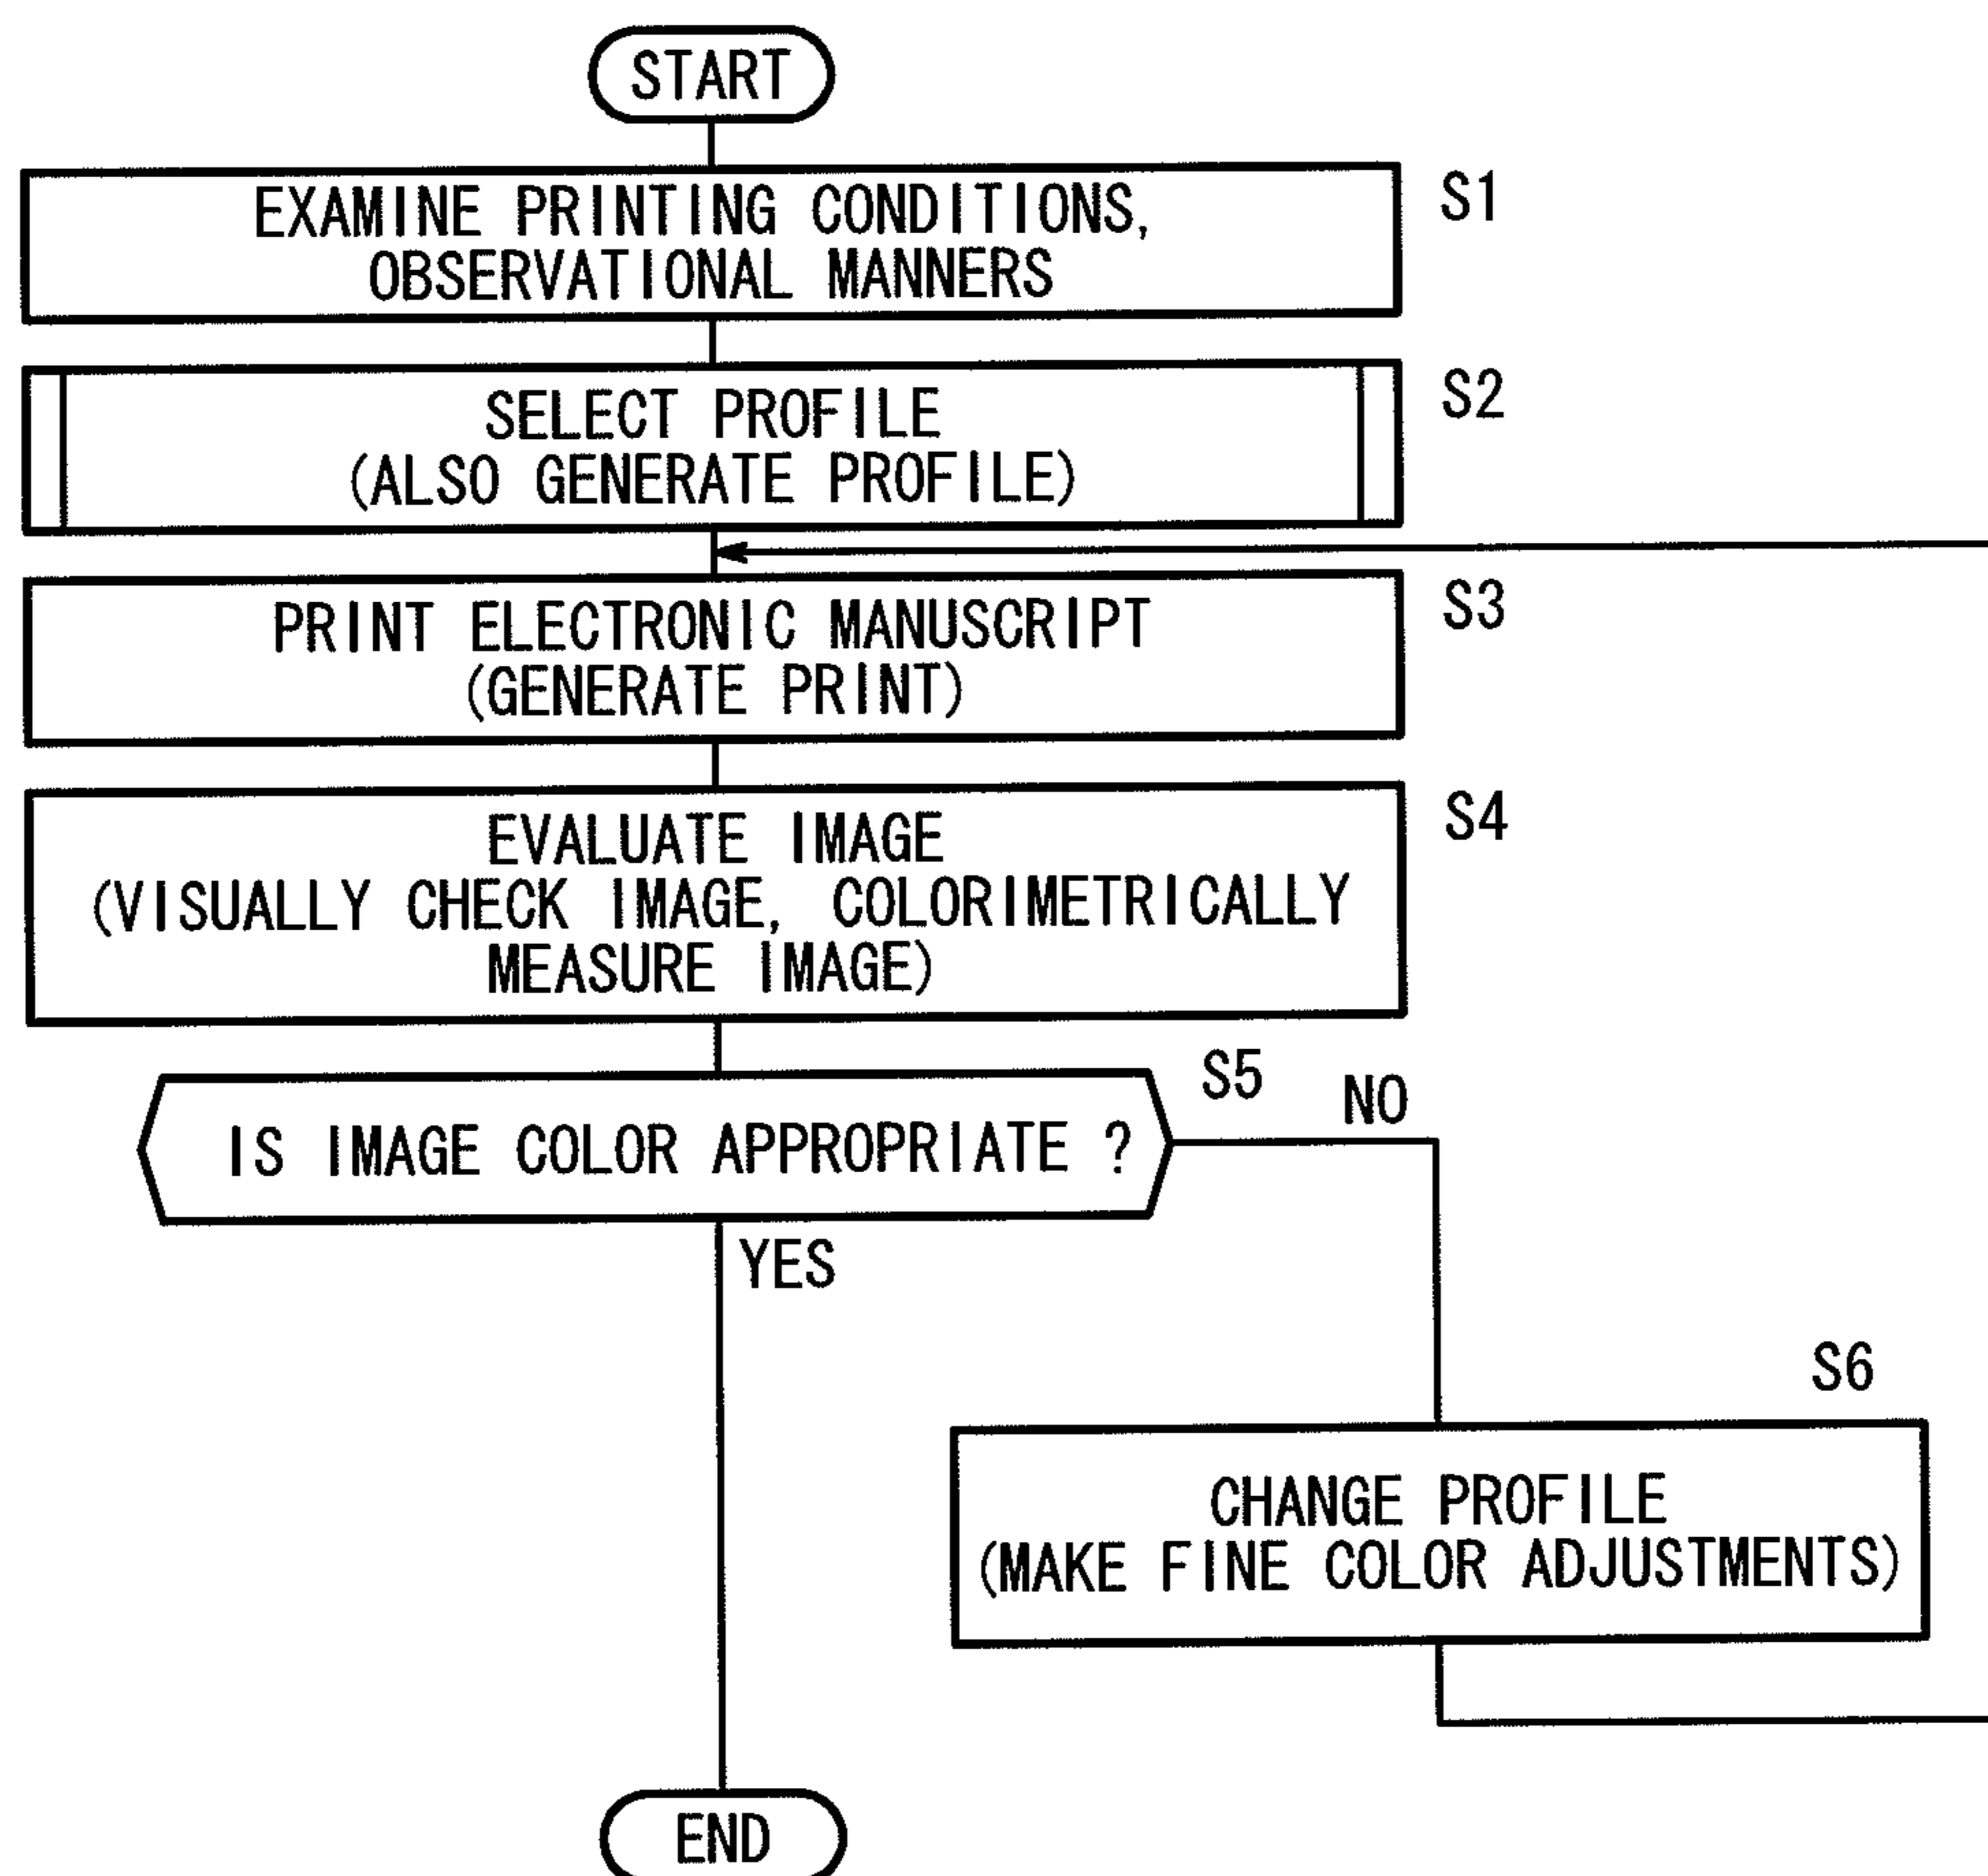 START
EXAMINE PRINTING CONDITIONS,
OBSERVATIONAL MANNERS
S1
SELECT PROFILE
(ALSO GENERATE PROFILE)
S2
PRINT ELECTRONIC MANUSCRIPT
(GENERATE PRINT)
S3
EVALUATE IMAGE
(VISUALLY CHECK IMAGE, COLORIMETRICALLY
MEASURE IMAGE)
S4
IS IMAGE COLOR APPROPRIATE ?
S5
NO
YES
S6
CHANGE PROFILE
(MAKE FINE COLOR ADJUSTMENTS)
END